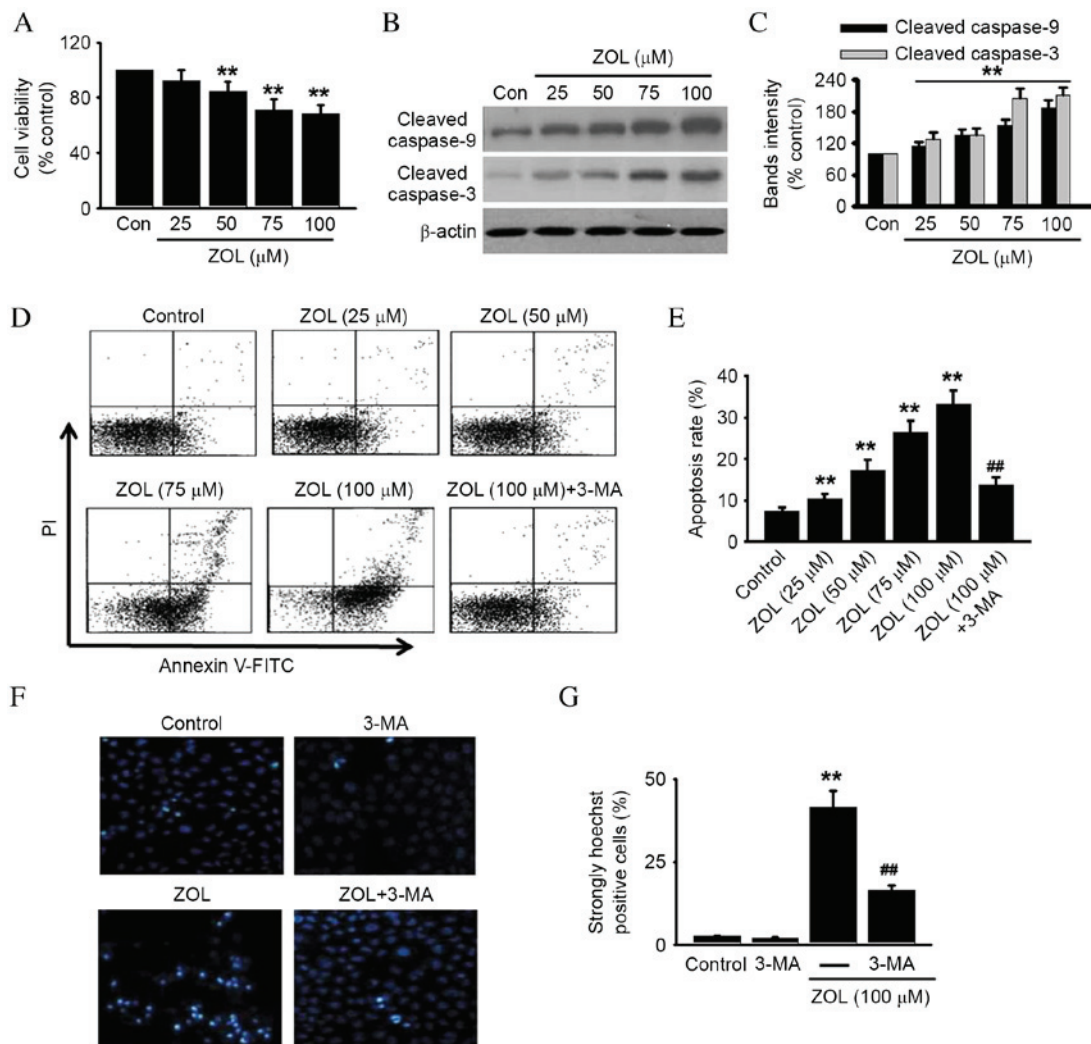 A
120
80
40
0
Cell viability
(% control)
**
**
**
Con
25
50
75
100
ZOL (μM)
B
ZOL (μM)
Con
25
50
75
100
Cleaved
caspase-9
Cleaved
caspase-3
β-actin
C
Cleaved caspase-9
Cleaved caspase-3
**
240
180
120
60
0
Bands intensity
(% control)
Con
25
50
75
100
ZOL (μM)
D
Control
ZOL (25 μM)
ZOL (50 μM)
ZOL (75 μM)
ZOL (100 μM)
ZOL (100 μM)+3-MA
PI
Annexin V-FITC
E
40
30
20
10
0
Apoptosis rate (%)
**
**
**
**
##
Control
ZOL (25 μM)
ZOL (50 μM)
ZOL (75 μM)
ZOL (100 μM)
ZOL (100 μM)
+3-MA
F
Control
3-MA
ZOL
ZOL+3-MA
G
50
25
0
Strongly hoechst
positive cells (%)
**
##
Control
3-MA
—
3-MA
ZOL (100 μM)